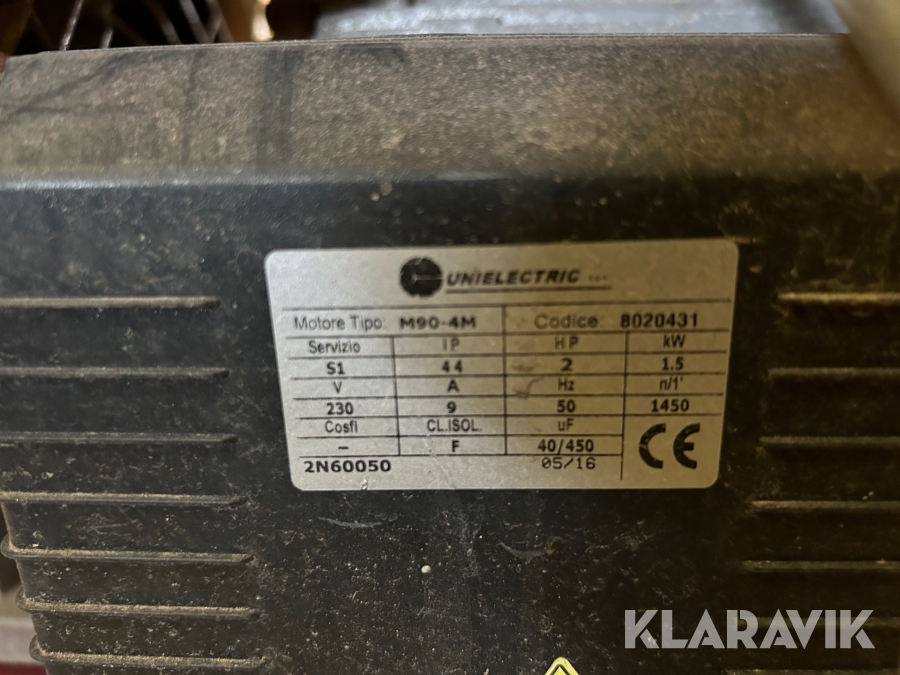 UNIELECTRIC
Motore Tipo: M90-4M Codice: 8020431
Servizio IP HP kW
S1 44 2 1.5
V A Hz n/1'
230 9 50 1450
Cosfi CL.ISOL. uF
– F 40/450
2N60050 05/16 CE
KLARAVIK